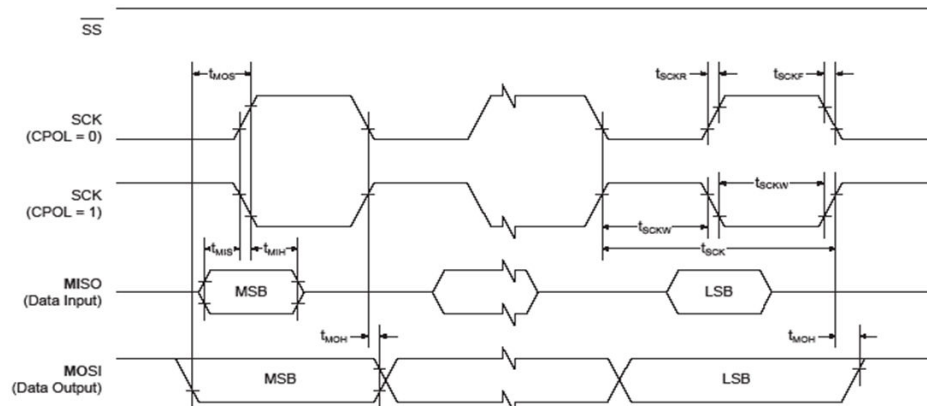 SS
tMOS
tSCKR
tSCKF
SCK
(CPOL = 0)
SCK
(CPOL = 1)
tSCKW
tSCKW
tMIS
tMIH
tSCK
MISO
(Data Input)
MSB
LSB
tMOH
tMOH
MOSI
(Data Output)
MSB
LSB